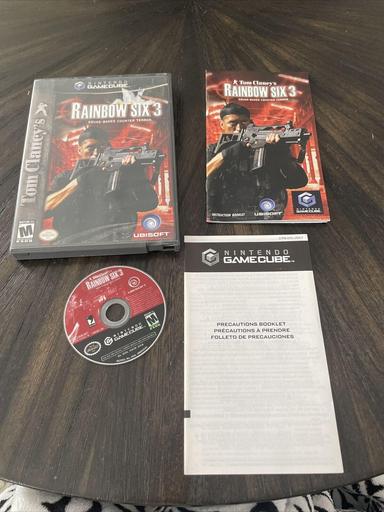 NINTENDO
GAMECUBE
Tom Clancy's
RAINBOW SIX 3
SQUAD-BASED COUNTER TERROR
Tom Clancy's
M
UBISOFT
Tom Clancy's
RAINBOW SIX 3
SQUAD-BASED COUNTER TERROR
INSTRUCTION BOOKLET
UBISOFT
NINTENDO
GAMECUBE
RAINBOW SIX 3
NINTENDO
GAMECUBE
NINTENDO
GAMECUBE
PRECAUTIONS BOOKLET
PRÉCAUTIONS À PRENDRE
FOLLETO DE PRECAUCIONES